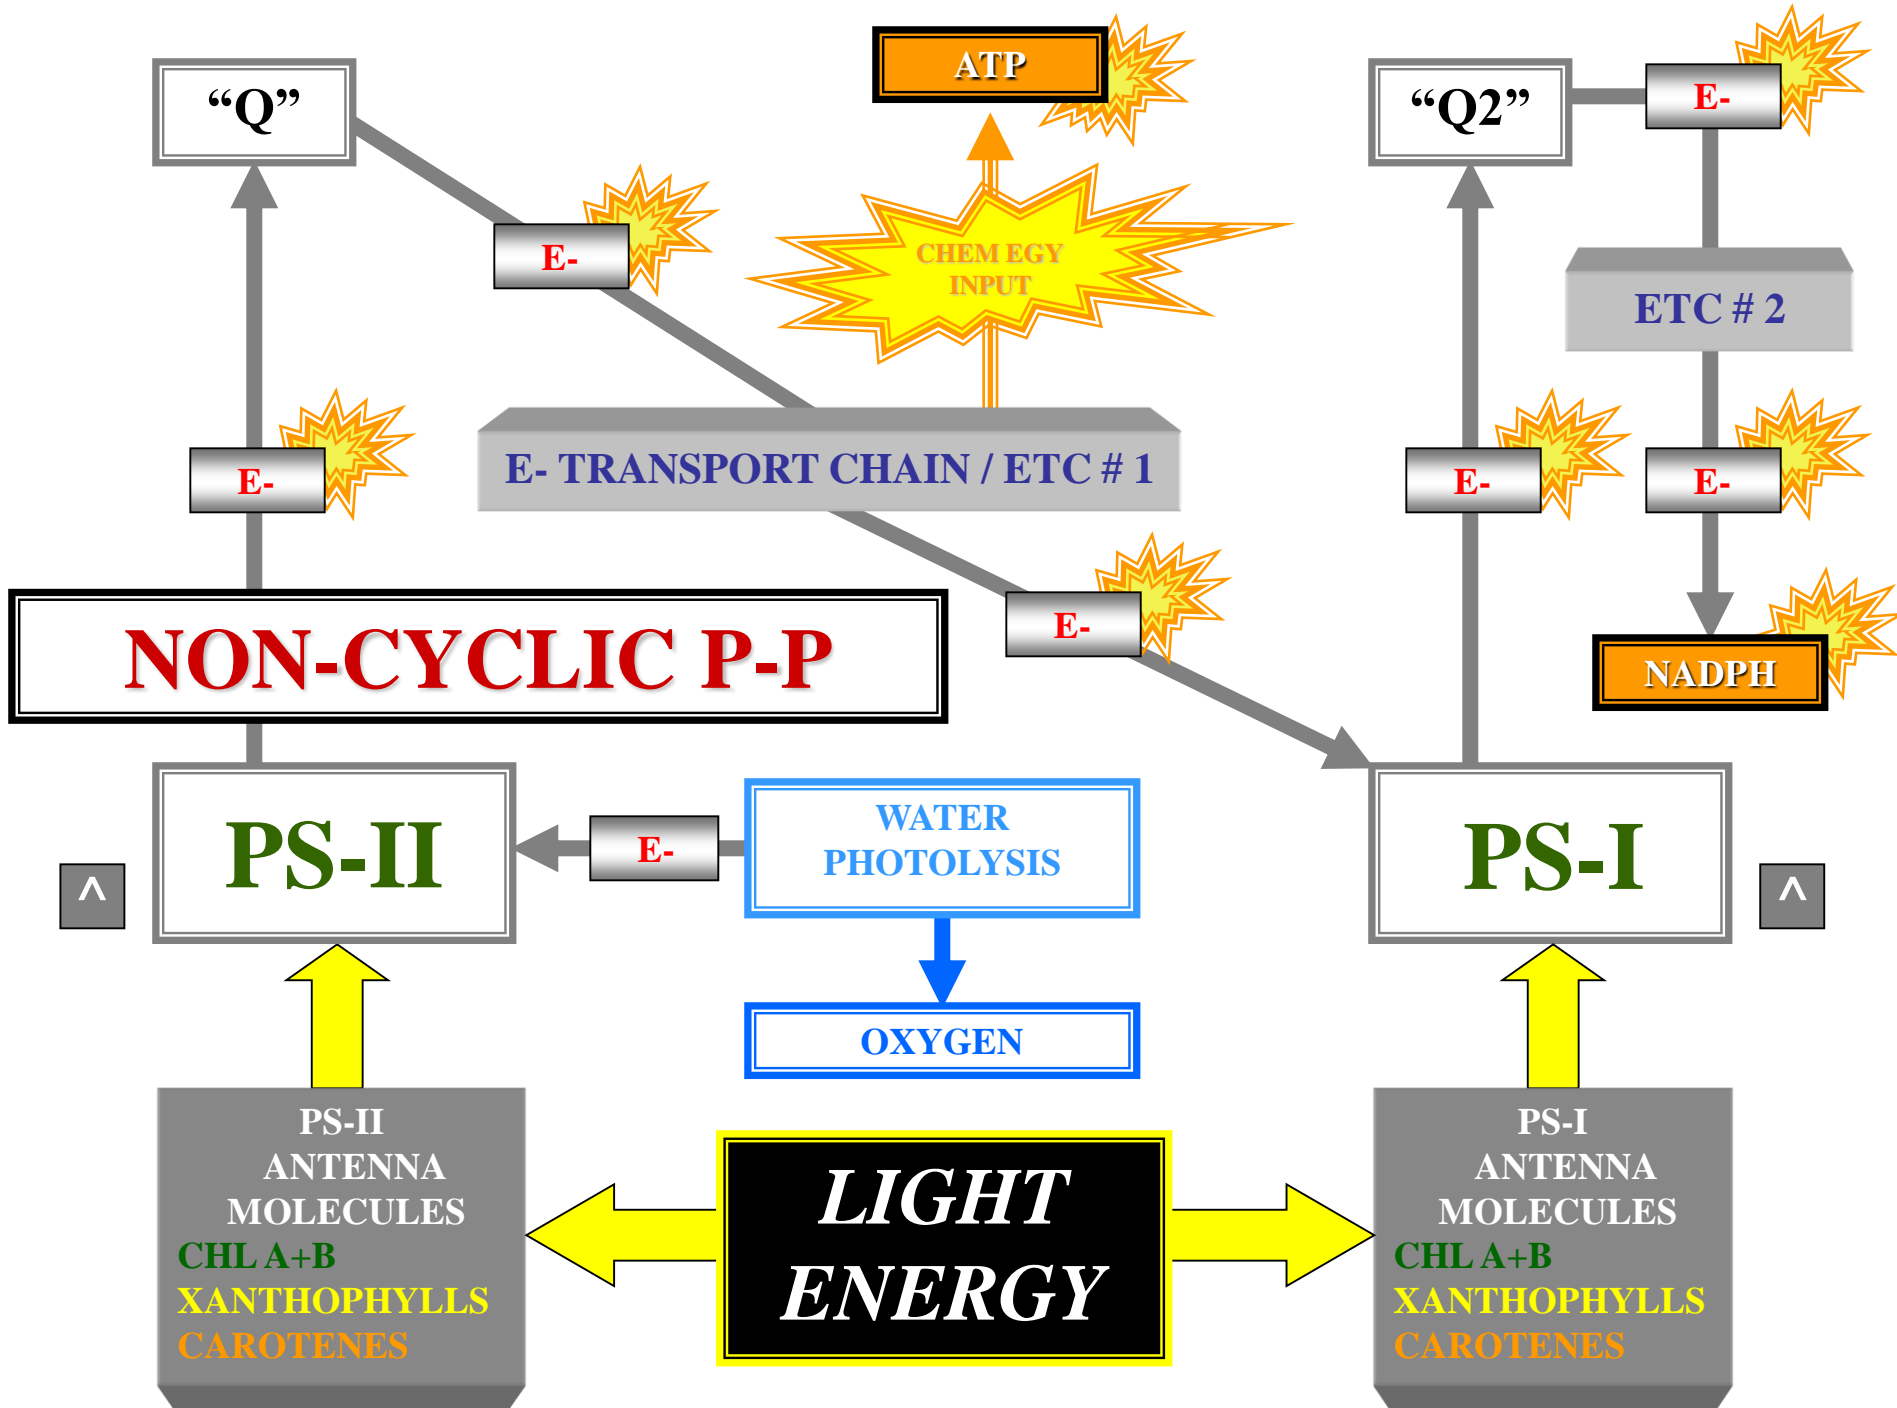 ATP
“Q”
“Q2”
E-
E-
CHEM EGY
INPUT
ETC # 2
E- TRANSPORT CHAIN / ETC # 1
E-
E-
E-
E-
NON-CYCLIC P-P
NADPH
PS-II
E-
WATER
PHOTOLYSIS
PS-I
^
^
OXYGEN
PS-II
ANTENNA
MOLECULES
CHL A+B
XANTHOPHYLLS
CAROTENES
LIGHT
ENERGY
PS-I
ANTENNA
MOLECULES
CHL A+B
XANTHOPHYLLS
CAROTENES